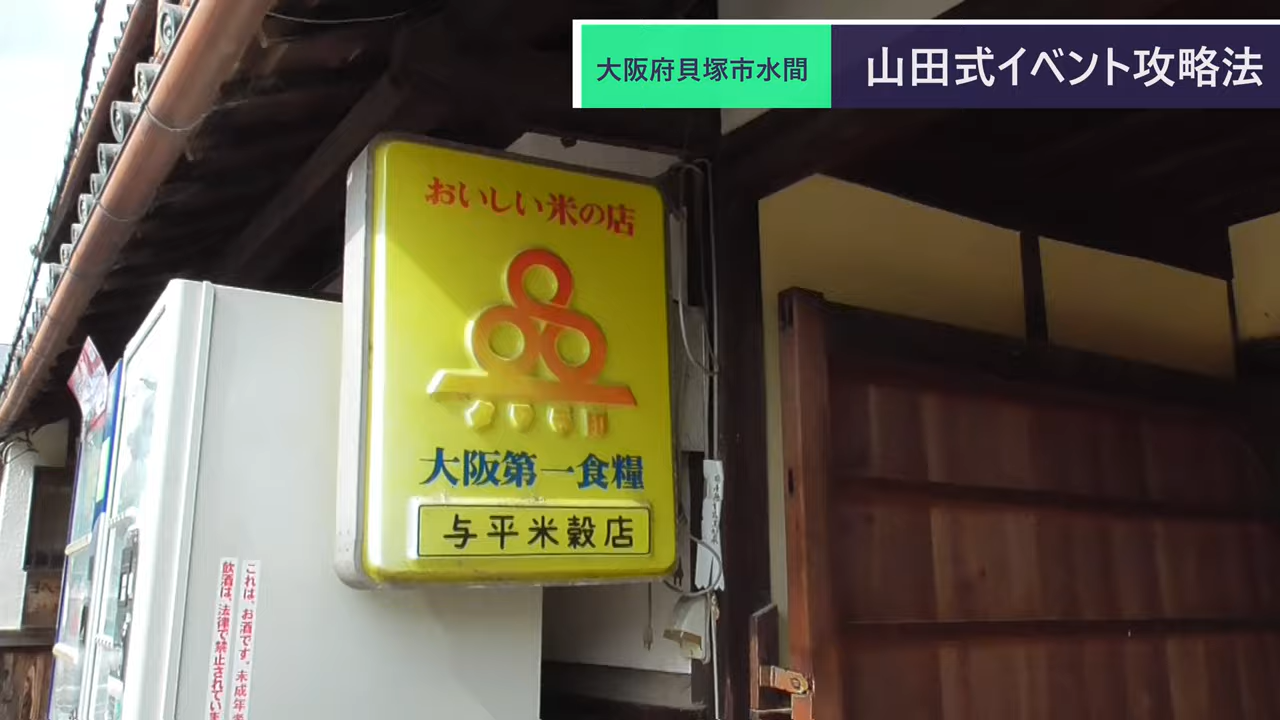 大阪府貝塚市水間
山田式イベント攻略法
おいしい米の店
大阪第一食糧
与平米穀店
これは、お酒です。未成年者
飲酒は、法律で禁止されていま